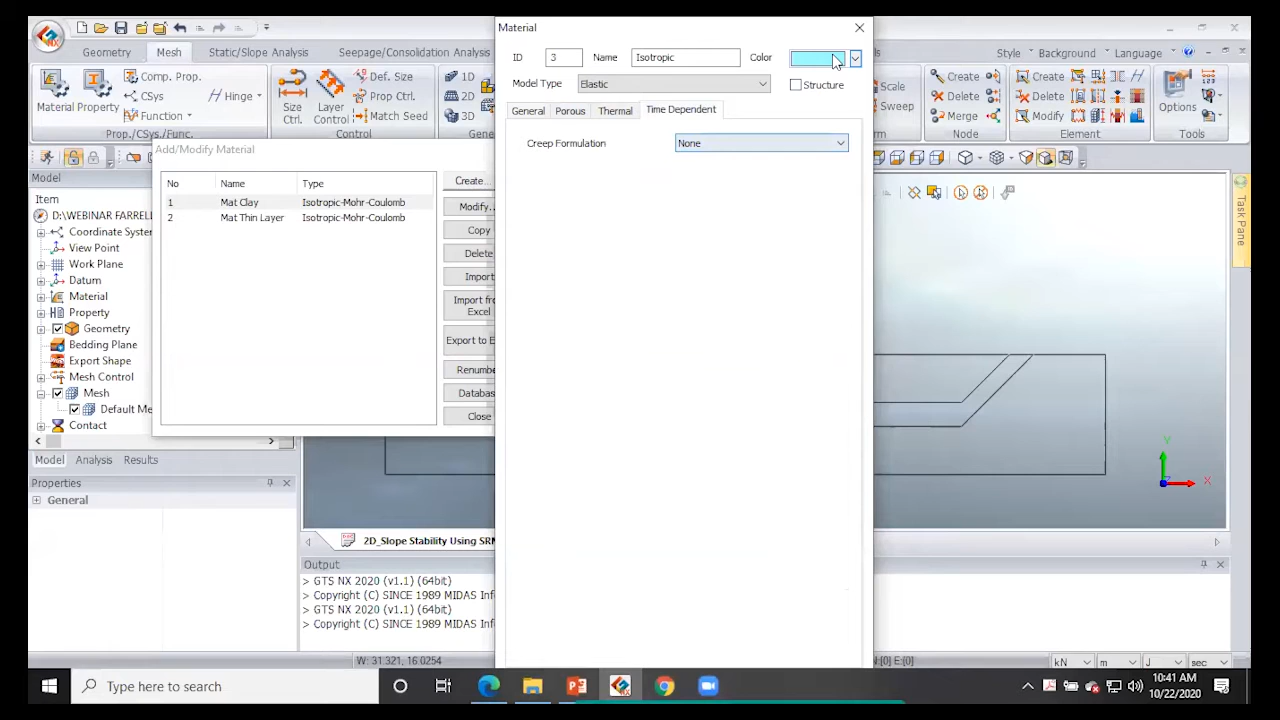 Material
ID 3 Name Isotropic Color
Model Type Elastic Structure
General Porous Thermal Time Dependent
Creep Formulation None
Geometry Mesh Static/Slope Analysis Seepage/Consolidation Analysis
Style Background Language
Material Property
Comp. Prop.
CSys
Function
Hinge
Prop./CSys./Func.
Size Ctrl.
Layer Control
Def. Size
Prop Ctrl.
Match Seed
Control
1D
2D
3D
Create
Sweep
Create
Delete
Merge
Node
Create
Delete
Modify
Element
Options
Tools
Add/Modify Material
No Name Type
1 Mat Clay Isotropic-Mohr-Coulomb
2 Mat Thin Layer Isotropic-Mohr-Coulomb
Create...
Modify..
Copy
Delete
Import
Excel
Export to E
Close
Model
Item
D:\WEBINAR FARREL
Coordinate Syste
View Point
Work Plane
Datum
Material
Property
Geometry
Bedding Plane
Export Shape
Mesh Control
Mesh
Default Me
Contact
Model Analysis Results
Properties
General
Task Pane
Y
X
2D_Slope Stability Using SRM
Output
> GTS NX 2020 (v1.1) (64bit)
> Copyright (C) SINCE 1989 MIDAS Inf
> GTS NX 2020 (v1.1) (64bit)
> Copyright (C) SINCE 1989 MIDAS Inf
W: 31.321, 16.0254
N:[0] E:[0]
kN m J sec
Type here to search
10:41 AM
10/22/2020